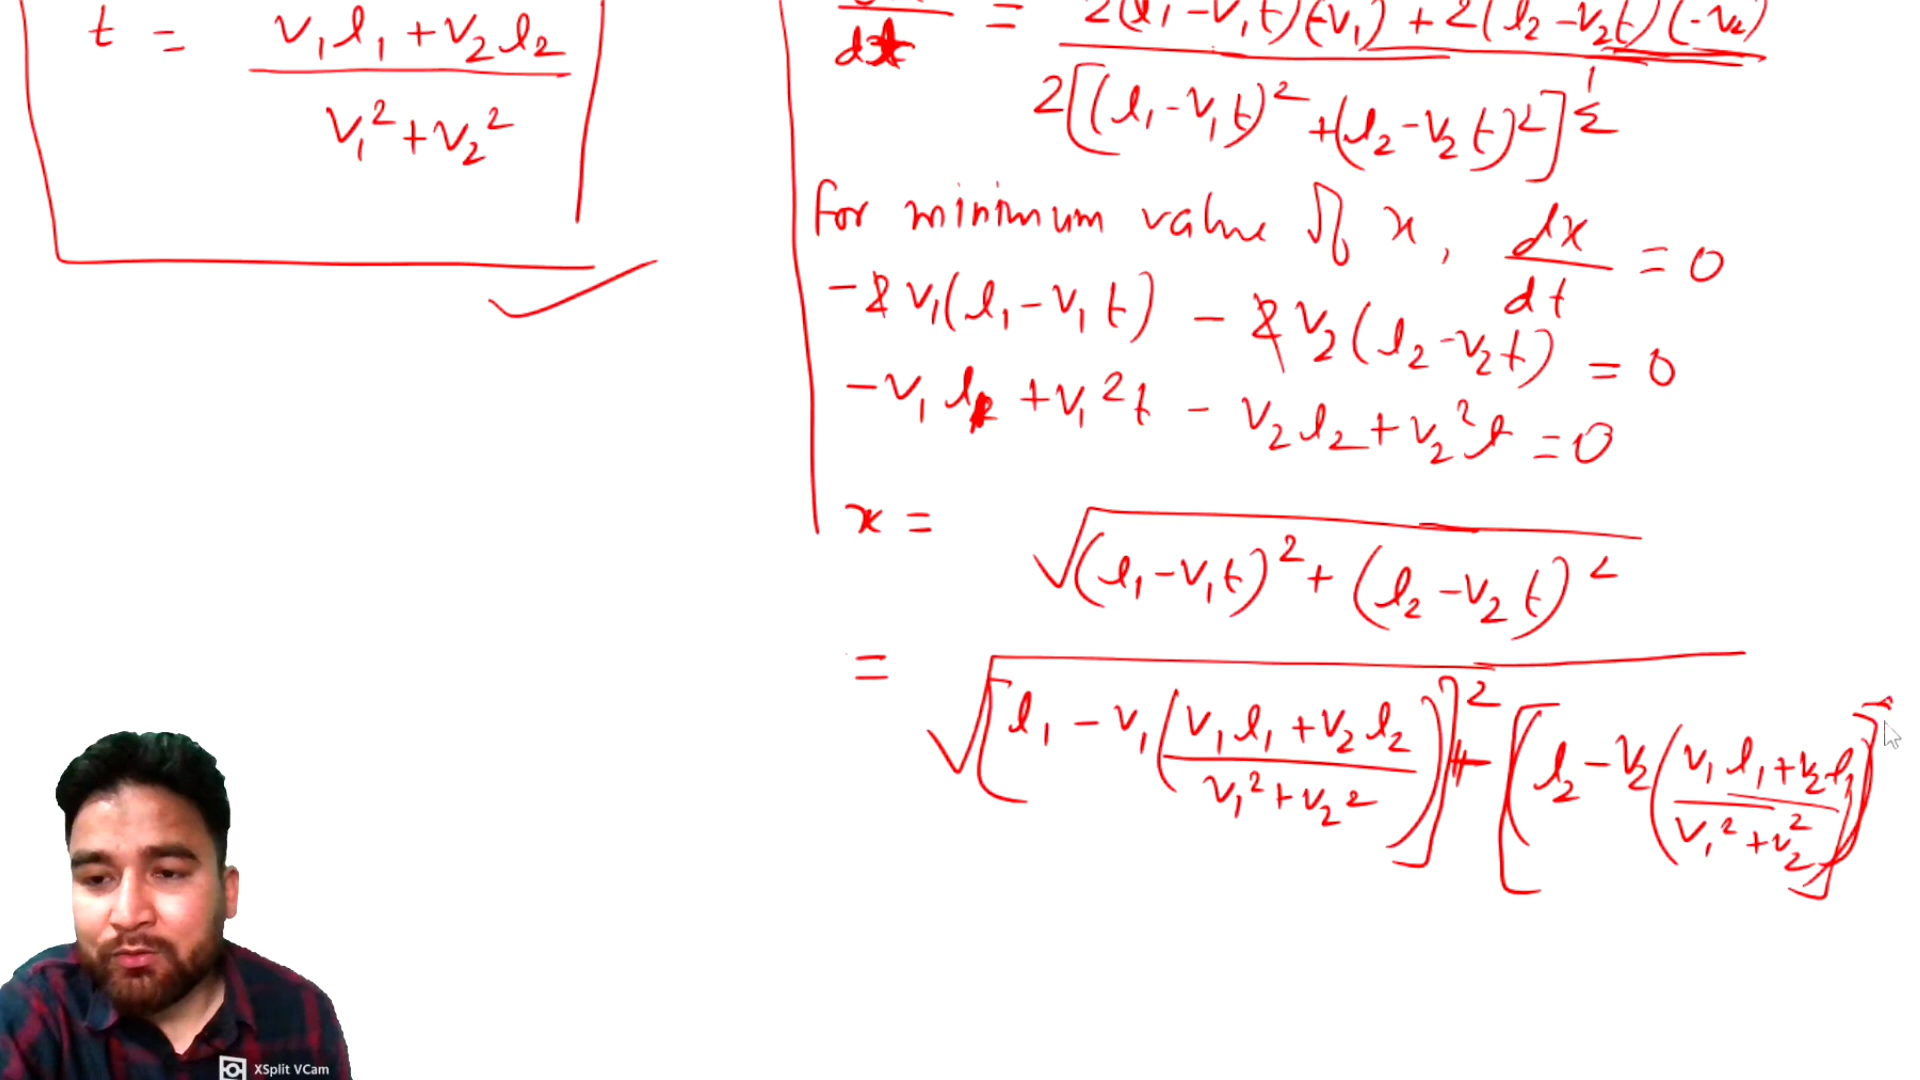 t = (v₁l₁ + v₂l₂) / (v₁² + v₂²)
= 2(l₁ - v₁t)(-v₁) + 2(l₂ - v₂t)(-v₂)
dt
2[(l₁ - v₁t)² + (l₂ - v₂t)²]^½
for minimum value of x, dx/dt = 0
-2v₁(l₁ - v₁t) - 2v₂(l₂ - v₂t) = 0
-v₁l₁ + v₁²t - v₂l₂ + v₂²t = 0
x = √((l₁ - v₁t)² + (l₂ - v₂t)²)
= √([l₁ - v₁((v₁l₁ + v₂l₂)/(v₁² + v₂²))]² + [l₂ - v₂((v₁l₁ + v₂l₂)/(v₁² + v₂²))]²)
XSplit VCam